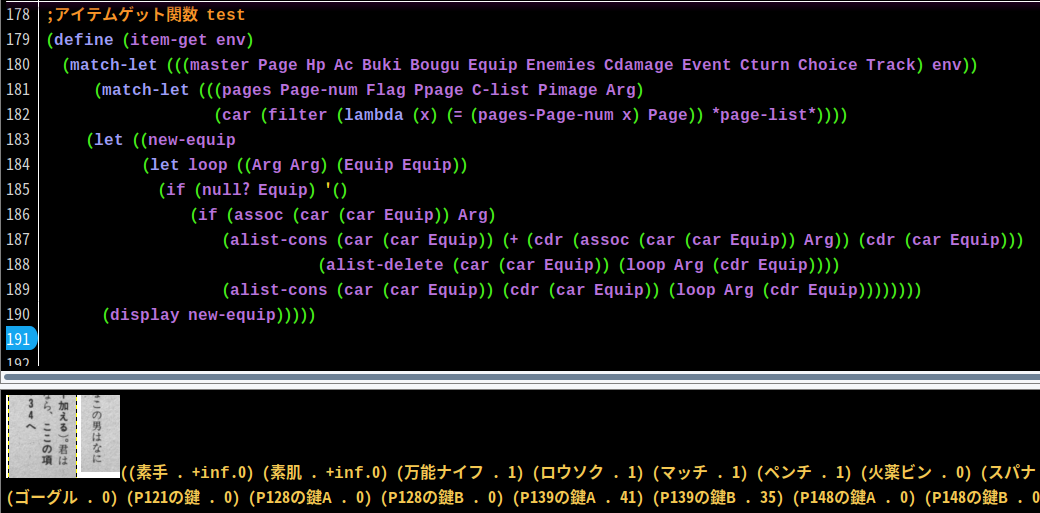 178 ;アイテムゲット関数 test
179 (define (item-get env)
180 (match-let (((master Page Hp Ac Buki Bougu Equip Enemies Cdamage Event Cturn Choice Track) env))
181 (match-let (((pages Page-num Flag Ppage C-list Pimage Arg)
182 (car (filter (lambda (x) (= (pages-Page-num x) Page)) *page-list*))))
183 (let ((new-equip
184 (let loop ((Arg Arg) (Equip Equip))
185 (if (null? Equip) '()
186 (if (assoc (car (car Equip)) Arg)
187 (alist-cons (car (car Equip)) (+ (cdr (assoc (car (car Equip)) Arg)) (cdr (car Equip)))
188 (alist-delete (car (car Equip)) (loop Arg (cdr Equip))))
189 (alist-cons (car (car Equip)) (cdr (car Equip)) (loop Arg (cdr Equip))))))))
190 (display new-equip)))))
191
192
なこの男はなに
加える)。君は
なら、ここの項
34へ
((素手 . +inf.0) (素肌 . +inf.0) (万能ナイフ . 1) (ロウソク . 1) (マッチ . 1) (ペンチ . 1) (火薬ビン . 0) (スパナ
(ゴーグル . 0) (P121の鍵 . 0) (P128の鍵A . 0) (P128の鍵B . 0) (P139の鍵A . 41) (P139の鍵B . 35) (P148の鍵A . 0) (P148の鍵B . 0